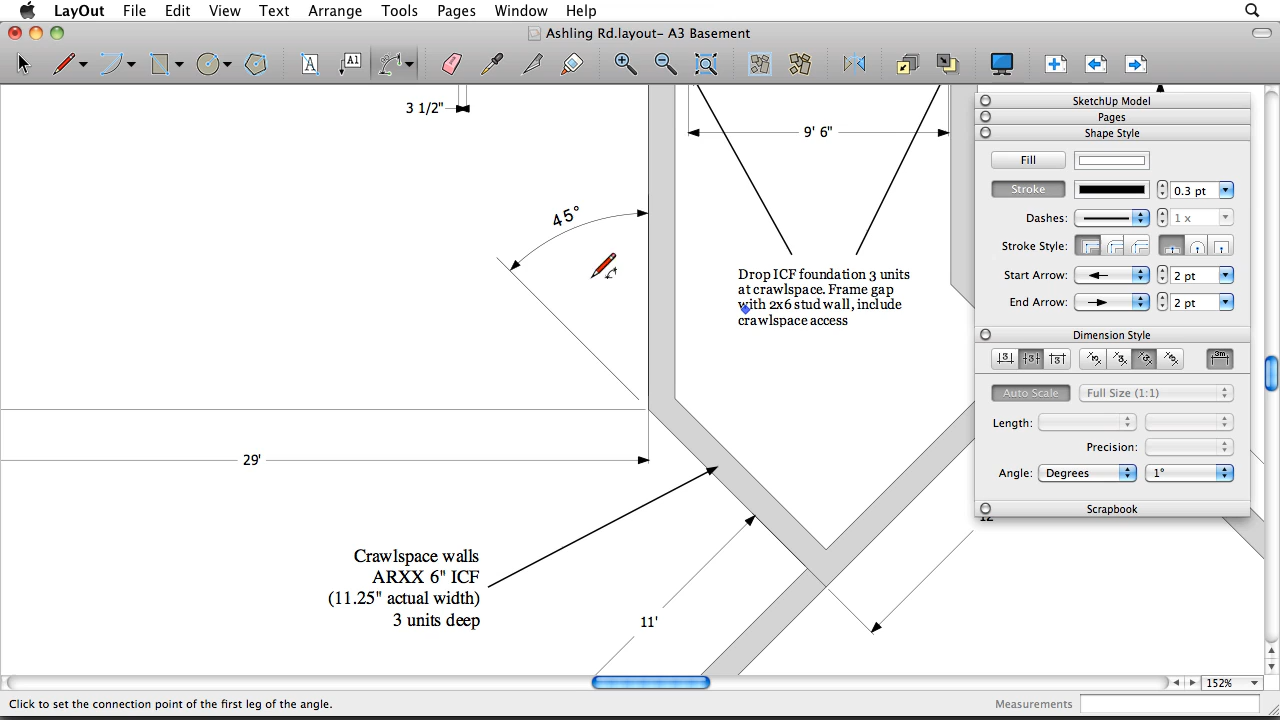 LayOut File Edit View Text Arrange Tools Pages Window Help
Ashling Rd.layout– A3 Basement
A
A1
3 1/2"
9' 6"
45°
Drop ICF foundation 3 units
at crawlspace. Frame gap
with 2x6 stud wall, include
crawlspace access
29'
Crawlspace walls
ARXX 6" ICF
(11.25" actual width)
3 units deep
11'
12'
SketchUp Model
Pages
Shape Style
Fill
Stroke 0.3 pt
Dashes: 1 x
Stroke Style:
Start Arrow: 2 pt
End Arrow: 2 pt
Dimension Style
Auto Scale Full Size (1:1)
Length:
Precision:
Angle: Degrees 1°
Scrapbook
152%
Click to set the connection point of the first leg of the angle. Measurements